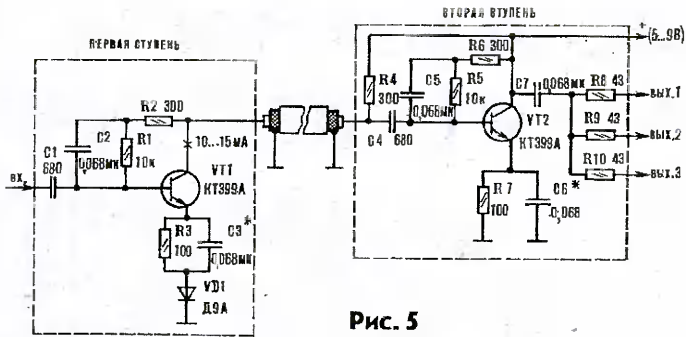 ПЕРВАЯ СТУПЕНЬ
R2 300
C2
0,068МК
R1
10к
C1
680
10...15мА
VT1
КТ399А
ВХ.
R3
100
C3*
0,068МК
VD1
Д9А
ВТОРАЯ ВТУПЕНЬ
R6 300
+
(5...9В)
R4
300
C5
0,068МК
R5
10к
C7
0,068МК
R8 43
ВЫХ.1
C4
680
VT2
КТ399А
R9 43
ВЫХ.2
R10 43
ВЫХ.3
R7
100
C6*
0,068
Рис. 5